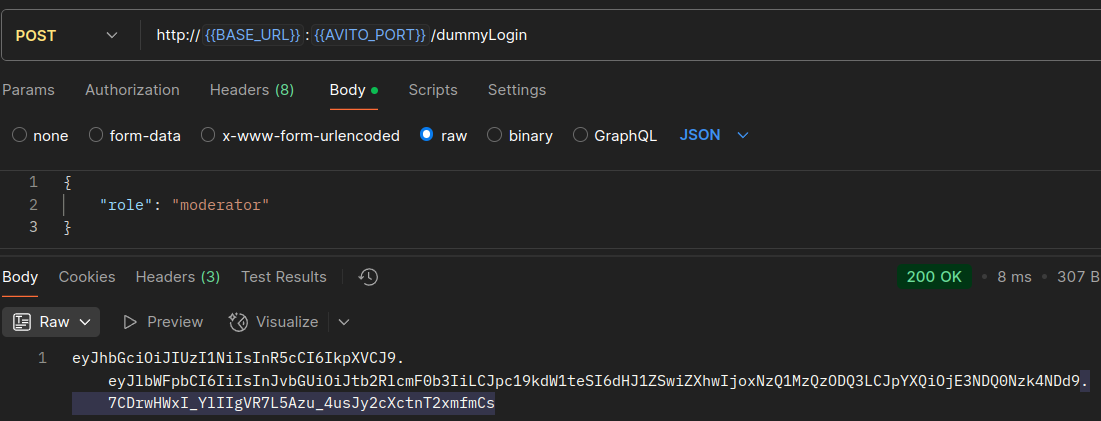 POST http:// {{BASE_URL}} : {{AVITO_PORT}} /dummyLogin
Params Authorization Headers (8) Body Scripts Settings
none form-data x-www-form-urlencoded raw binary GraphQL JSON
1 {
2 "role": "moderator"
3 }
Body Cookies Headers (3) Test Results 200 OK 8 ms 307 B
Raw Preview Visualize
1 eyJhbGciOiJIUzI1NiIsInR5cCI6IkpXVCJ9.
eyJlbWFpbCI6IiIsInJvbGUiOiJtb2RlcmF0b3IiLCJpc19kdW1teSI6dHJ1ZSwiZXhwIjoxNzQ1MzQzODQ3LCJpYXQiOjE3NDQ0Nzk4NDd9.
7CDrwHWxI_YlIIgVR7L5Azu_4usJy2cXctnT2xmfmCs